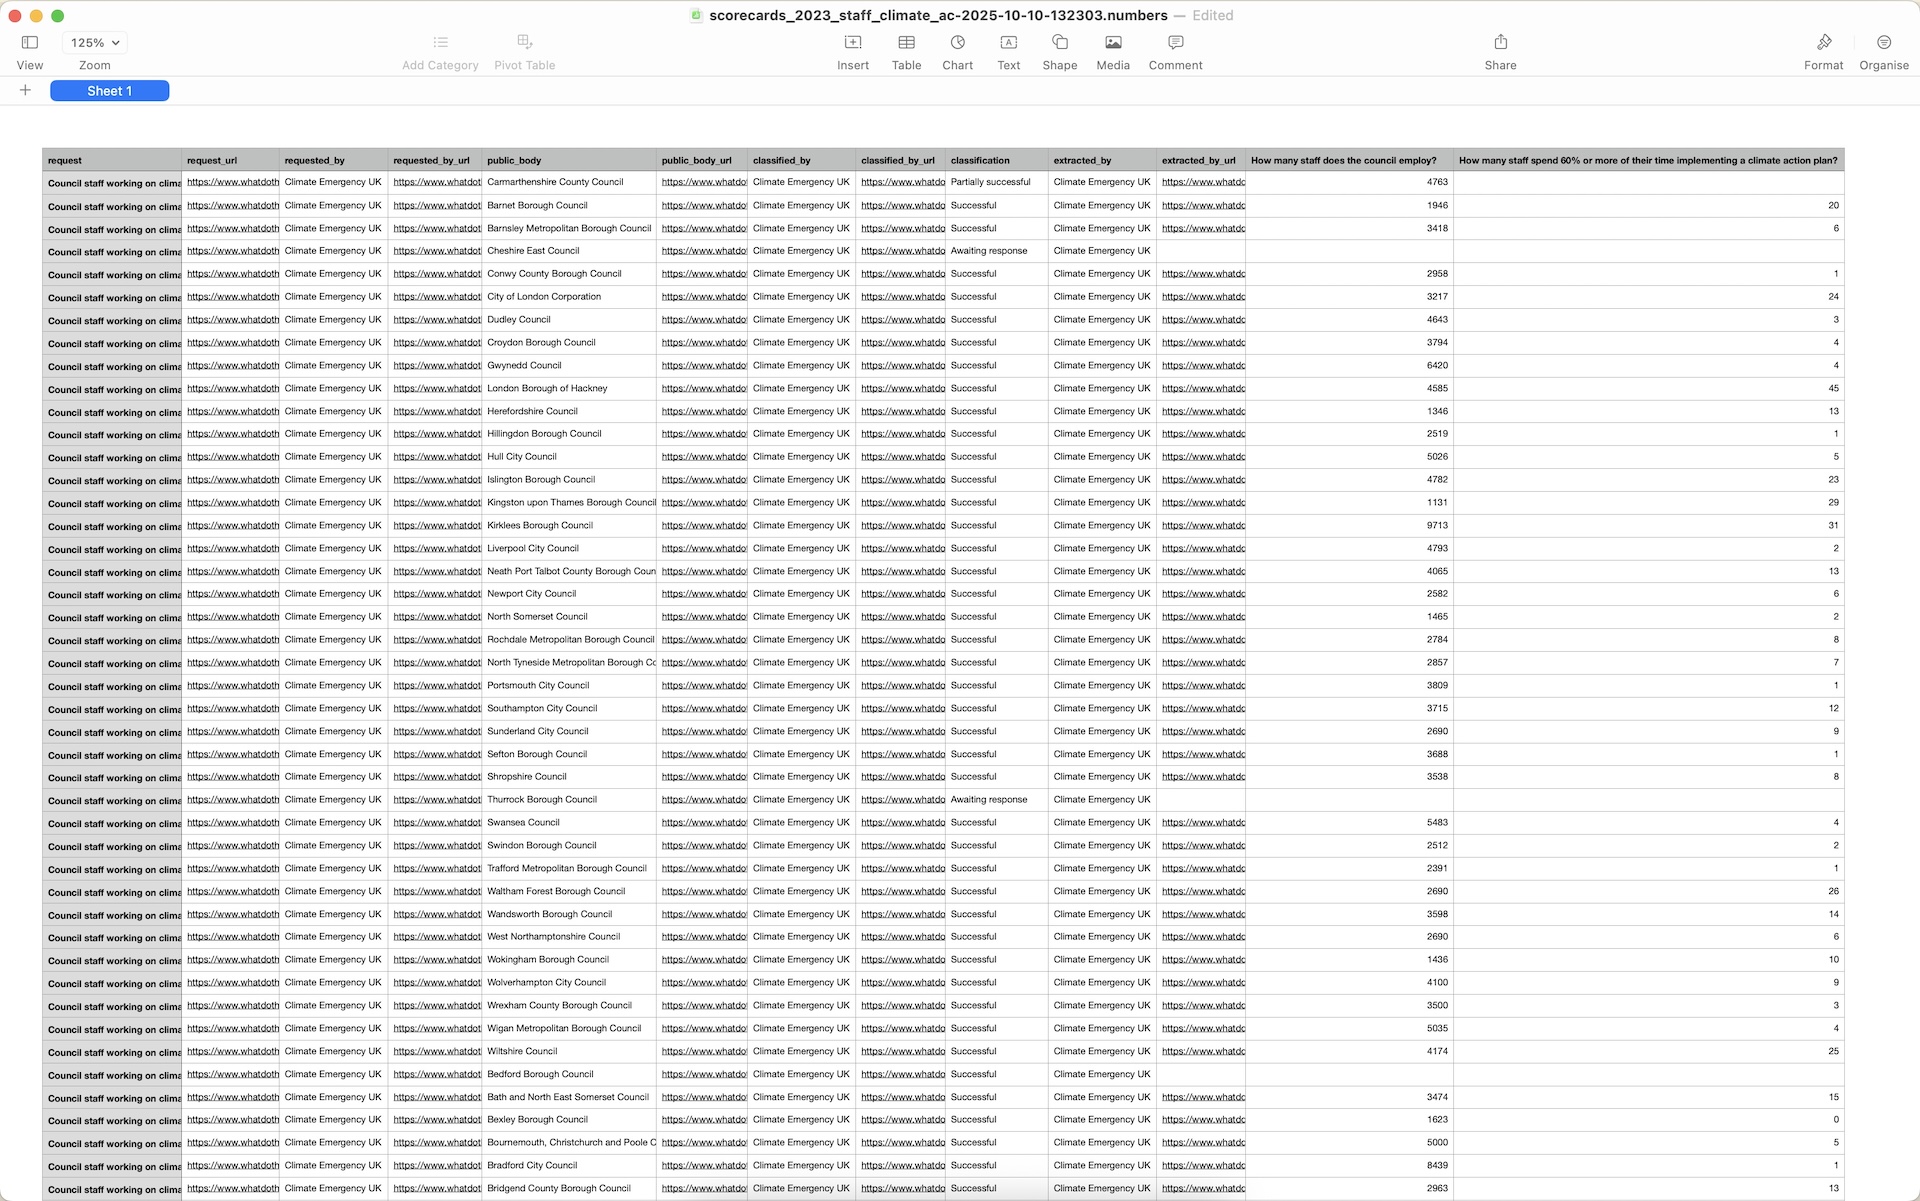 scorecards_2023_staff_climate_ac-2025-10-10-132303.numbers — Edited
125%
View Zoom Add Category Pivot Table Insert Table Chart Text Shape Media Comment Share Format Organise
Sheet 1
request request_url requested_by requested_by_url public_body public_body_url classified_by classified_by_url classification extracted_by extracted_by_url How many staff does the council employ? How many staff spend 60% or more of their time implementing a climate action plan?
Council staff working on clima https://www.whatdoth Climate Emergency UK https://www.whatdot Carmarthenshire County Council https://www.whatdo Climate Emergency UK https://www.whatdo Partially successful Climate Emergency UK https://www.whatdc 4763
Council staff working on clima https://www.whatdoth Climate Emergency UK https://www.whatdot Barnet Borough Council https://www.whatdo Climate Emergency UK https://www.whatdo Successful Climate Emergency UK https://www.whatdc 1946 20
Council staff working on clima https://www.whatdoth Climate Emergency UK https://www.whatdot Barnsley Metropolitan Borough Council https://www.whatdo Climate Emergency UK https://www.whatdo Successful Climate Emergency UK https://www.whatdc 3418 6
Council staff working on clima https://www.whatdoth Climate Emergency UK https://www.whatdot Cheshire East Council https://www.whatdo Climate Emergency UK https://www.whatdo Awaiting response Climate Emergency UK
Council staff working on clima https://www.whatdoth Climate Emergency UK https://www.whatdot Conwy County Borough Council https://www.whatdo Climate Emergency UK https://www.whatdo Successful Climate Emergency UK https://www.whatdc 2958 1
Council staff working on clima https://www.whatdoth Climate Emergency UK https://www.whatdot City of London Corporation https://www.whatdo Climate Emergency UK https://www.whatdo Successful Climate Emergency UK https://www.whatdc 3217 24
Council staff working on clima https://www.whatdoth Climate Emergency UK https://www.whatdot Dudley Council https://www.whatdo Climate Emergency UK https://www.whatdo Successful Climate Emergency UK https://www.whatdc 4643 3
Council staff working on clima https://www.whatdoth Climate Emergency UK https://www.whatdot Croydon Borough Council https://www.whatdo Climate Emergency UK https://www.whatdo Successful Climate Emergency UK https://www.whatdc 3794 4
Council staff working on clima https://www.whatdoth Climate Emergency UK https://www.whatdot Gwynedd Council https://www.whatdo Climate Emergency UK https://www.whatdo Successful Climate Emergency UK https://www.whatdc 6420 4
Council staff working on clima https://www.whatdoth Climate Emergency UK https://www.whatdot London Borough of Hackney https://www.whatdo Climate Emergency UK https://www.whatdo Successful Climate Emergency UK https://www.whatdc 4585 45
Council staff working on clima https://www.whatdoth Climate Emergency UK https://www.whatdot Herefordshire Council https://www.whatdo Climate Emergency UK https://www.whatdo Successful Climate Emergency UK https://www.whatdc 1346 13
Council staff working on clima https://www.whatdoth Climate Emergency UK https://www.whatdot Hillingdon Borough Council https://www.whatdo Climate Emergency UK https://www.whatdo Successful Climate Emergency UK https://www.whatdc 2519 1
Council staff working on clima https://www.whatdoth Climate Emergency UK https://www.whatdot Hull City Council https://www.whatdo Climate Emergency UK https://www.whatdo Successful Climate Emergency UK https://www.whatdc 5026 5
Council staff working on clima https://www.whatdoth Climate Emergency UK https://www.whatdot Islington Borough Council https://www.whatdo Climate Emergency UK https://www.whatdo Successful Climate Emergency UK https://www.whatdc 4782 23
Council staff working on clima https://www.whatdoth Climate Emergency UK https://www.whatdot Kingston upon Thames Borough Council https://www.whatdo Climate Emergency UK https://www.whatdo Successful Climate Emergency UK https://www.whatdc 1131 29
Council staff working on clima https://www.whatdoth Climate Emergency UK https://www.whatdot Kirklees Borough Council https://www.whatdo Climate Emergency UK https://www.whatdo Successful Climate Emergency UK https://www.whatdc 9713 31
Council staff working on clima https://www.whatdoth Climate Emergency UK https://www.whatdot Liverpool City Council https://www.whatdo Climate Emergency UK https://www.whatdo Successful Climate Emergency UK https://www.whatdc 4793 2
Council staff working on clima https://www.whatdoth Climate Emergency UK https://www.whatdot Neath Port Talbot County Borough Coun https://www.whatdo Climate Emergency UK https://www.whatdo Successful Climate Emergency UK https://www.whatdc 4065 13
Council staff working on clima https://www.whatdoth Climate Emergency UK https://www.whatdot Newport City Council https://www.whatdo Climate Emergency UK https://www.whatdo Successful Climate Emergency UK https://www.whatdc 2582 6
Council staff working on clima https://www.whatdoth Climate Emergency UK https://www.whatdot North Somerset Council https://www.whatdo Climate Emergency UK https://www.whatdo Successful Climate Emergency UK https://www.whatdc 1465 2
Council staff working on clima https://www.whatdoth Climate Emergency UK https://www.whatdot Rochdale Metropolitan Borough Council https://www.whatdo Climate Emergency UK https://www.whatdo Successful Climate Emergency UK https://www.whatdc 2784 8
Council staff working on clima https://www.whatdoth Climate Emergency UK https://www.whatdot North Tyneside Metropolitan Borough Cc https://www.whatdo Climate Emergency UK https://www.whatdo Successful Climate Emergency UK https://www.whatdc 2857 7
Council staff working on clima https://www.whatdoth Climate Emergency UK https://www.whatdot Portsmouth City Council https://www.whatdo Climate Emergency UK https://www.whatdo Successful Climate Emergency UK https://www.whatdc 3809 1
Council staff working on clima https://www.whatdoth Climate Emergency UK https://www.whatdot Southampton City Council https://www.whatdo Climate Emergency UK https://www.whatdo Successful Climate Emergency UK https://www.whatdc 3715 12
Council staff working on clima https://www.whatdoth Climate Emergency UK https://www.whatdot Sunderland City Council https://www.whatdo Climate Emergency UK https://www.whatdo Successful Climate Emergency UK https://www.whatdc 2690 9
Council staff working on clima https://www.whatdoth Climate Emergency UK https://www.whatdot Sefton Borough Council https://www.whatdo Climate Emergency UK https://www.whatdo Successful Climate Emergency UK https://www.whatdc 3688 1
Council staff working on clima https://www.whatdoth Climate Emergency UK https://www.whatdot Shropshire Council https://www.whatdo Climate Emergency UK https://www.whatdo Successful Climate Emergency UK https://www.whatdc 3538 8
Council staff working on clima https://www.whatdoth Climate Emergency UK https://www.whatdot Thurrock Borough Council https://www.whatdo Climate Emergency UK https://www.whatdo Awaiting response Climate Emergency UK
Council staff working on clima https://www.whatdoth Climate Emergency UK https://www.whatdot Swansea Council https://www.whatdo Climate Emergency UK https://www.whatdo Successful Climate Emergency UK https://www.whatdc 5483 4
Council staff working on clima https://www.whatdoth Climate Emergency UK https://www.whatdot Swindon Borough Council https://www.whatdo Climate Emergency UK https://www.whatdo Successful Climate Emergency UK https://www.whatdc 2512 2
Council staff working on clima https://www.whatdoth Climate Emergency UK https://www.whatdot Trafford Metropolitan Borough Council https://www.whatdo Climate Emergency UK https://www.whatdo Successful Climate Emergency UK https://www.whatdc 2391 1
Council staff working on clima https://www.whatdoth Climate Emergency UK https://www.whatdot Waltham Forest Borough Council https://www.whatdo Climate Emergency UK https://www.whatdo Successful Climate Emergency UK https://www.whatdc 2690 26
Council staff working on clima https://www.whatdoth Climate Emergency UK https://www.whatdot Wandsworth Borough Council https://www.whatdo Climate Emergency UK https://www.whatdo Successful Climate Emergency UK https://www.whatdc 3598 14
Council staff working on clima https://www.whatdoth Climate Emergency UK https://www.whatdot West Northamptonshire Council https://www.whatdo Climate Emergency UK https://www.whatdo Successful Climate Emergency UK https://www.whatdc 2690 6
Council staff working on clima https://www.whatdoth Climate Emergency UK https://www.whatdot Wokingham Borough Council https://www.whatdo Climate Emergency UK https://www.whatdo Successful Climate Emergency UK https://www.whatdc 1436 10
Council staff working on clima https://www.whatdoth Climate Emergency UK https://www.whatdot Wolverhampton City Council https://www.whatdo Climate Emergency UK https://www.whatdo Successful Climate Emergency UK https://www.whatdc 4100 9
Council staff working on clima https://www.whatdoth Climate Emergency UK https://www.whatdot Wrexham County Borough Council https://www.whatdo Climate Emergency UK https://www.whatdo Successful Climate Emergency UK https://www.whatdc 3500 3
Council staff working on clima https://www.whatdoth Climate Emergency UK https://www.whatdot Wigan Metropolitan Borough Council https://www.whatdo Climate Emergency UK https://www.whatdo Successful Climate Emergency UK https://www.whatdc 5035 4
Council staff working on clima https://www.whatdoth Climate Emergency UK https://www.whatdot Wiltshire Council https://www.whatdo Climate Emergency UK https://www.whatdo Successful Climate Emergency UK https://www.whatdc 4174 25
Council staff working on clima https://www.whatdoth Climate Emergency UK https://www.whatdot Bedford Borough Council https://www.whatdo Climate Emergency UK https://www.whatdo Successful Climate Emergency UK
Council staff working on clima https://www.whatdoth Climate Emergency UK https://www.whatdot Bath and North East Somerset Council https://www.whatdo Climate Emergency UK https://www.whatdo Successful Climate Emergency UK https://www.whatdc 3474 15
Council staff working on clima https://www.whatdoth Climate Emergency UK https://www.whatdot Bexley Borough Council https://www.whatdo Climate Emergency UK https://www.whatdo Successful Climate Emergency UK https://www.whatdc 1623 0
Council staff working on clima https://www.whatdoth Climate Emergency UK https://www.whatdot Bournemouth, Christchurch and Poole C https://www.whatdo Climate Emergency UK https://www.whatdo Successful Climate Emergency UK https://www.whatdc 5000 5
Council staff working on clima https://www.whatdoth Climate Emergency UK https://www.whatdot Bradford City Council https://www.whatdo Climate Emergency UK https://www.whatdo Successful Climate Emergency UK https://www.whatdc 8439 1
Council staff working on clima https://www.whatdoth Climate Emergency UK https://www.whatdot Bridgend County Borough Council https://www.whatdo Climate Emergency UK https://www.whatdo Successful Climate Emergency UK https://www.whatdc 2963 13